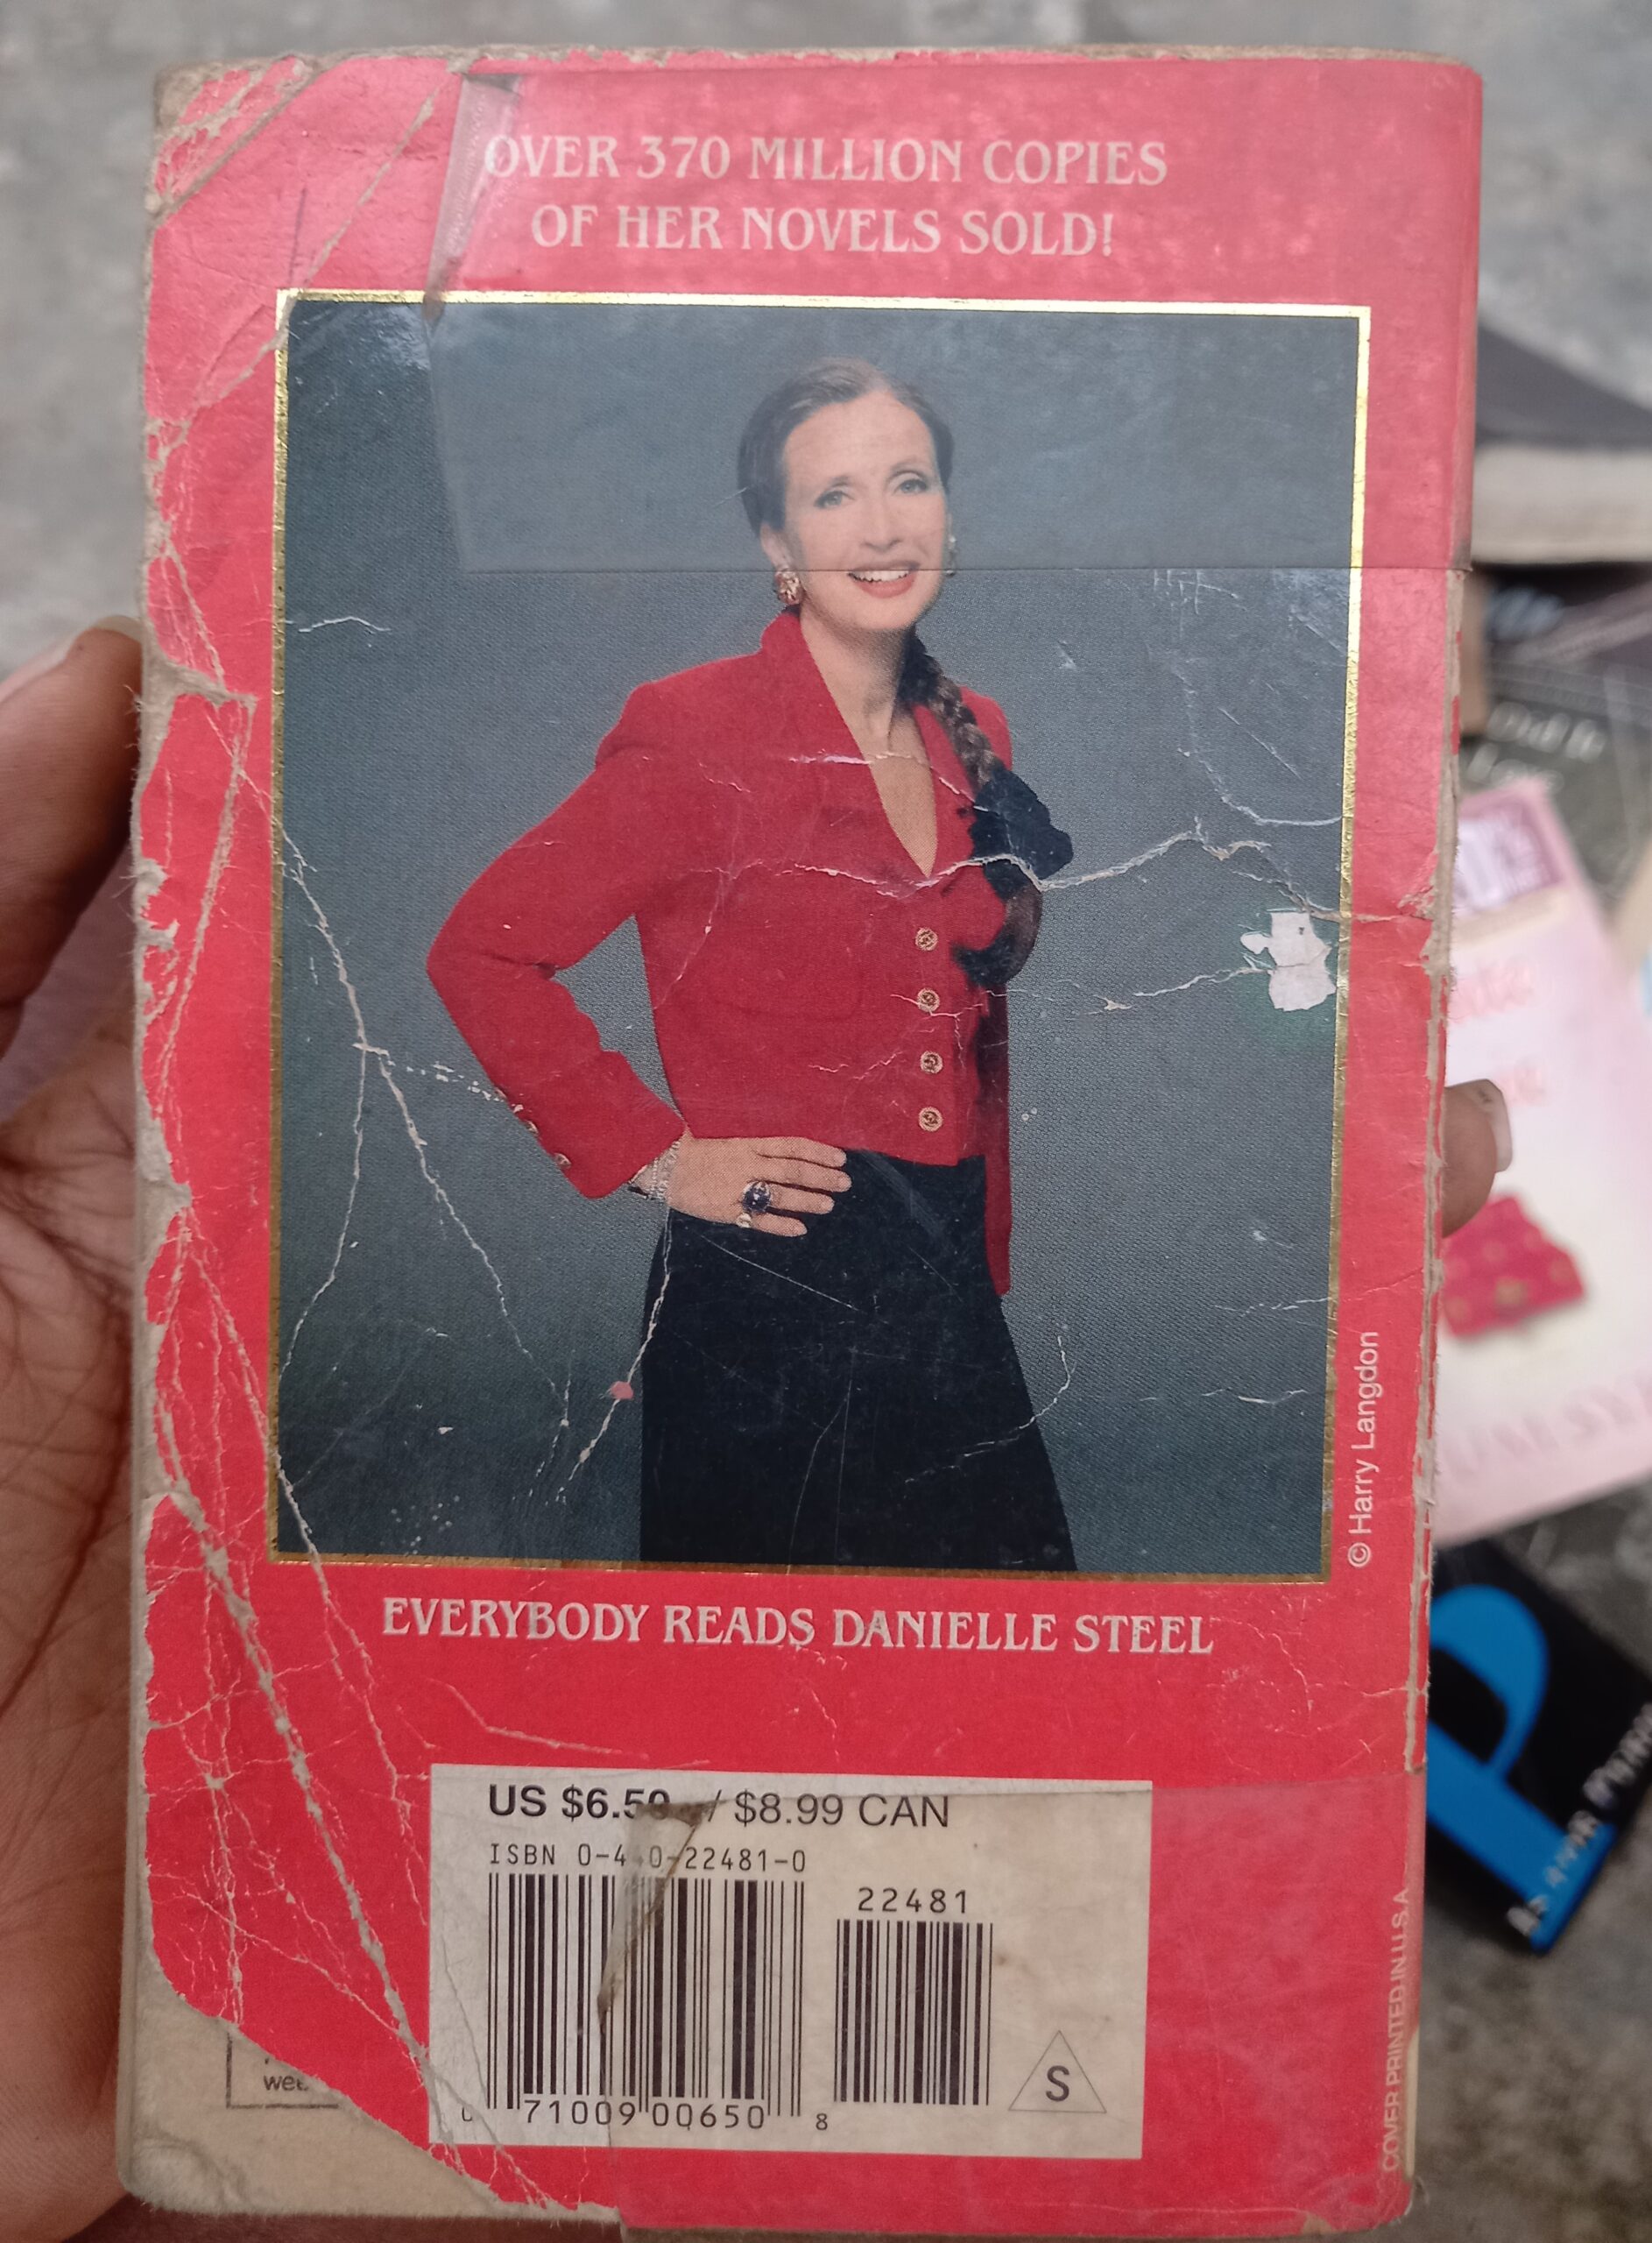 OVER 370 MILLION COPIES
OF HER NOVELS SOLD!
© Harry Langdon
EVERYBODY READS DANIELLE STEEL
US $6.50 / $8.99 CAN
ISBN 0-440-22481-0
22481
0 71009 00650 8
S
COVER PRINTED IN U.S.A.
P